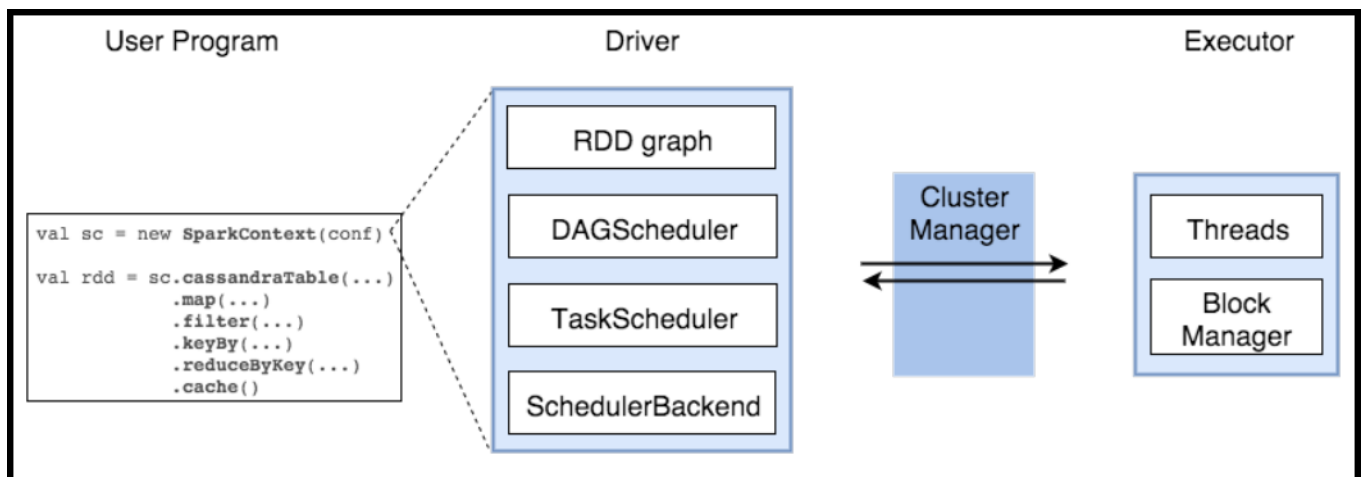 User Program
Driver
Executor
val sc = new SparkContext(conf)
val rdd = sc.cassandraTable(...)
.map(...)
.filter(...)
.keyBy(...)
.reduceByKey(...)
.cache()
RDD graph
DAGScheduler
TaskScheduler
SchedulerBackend
Cluster
Manager
Threads
Block
Manager